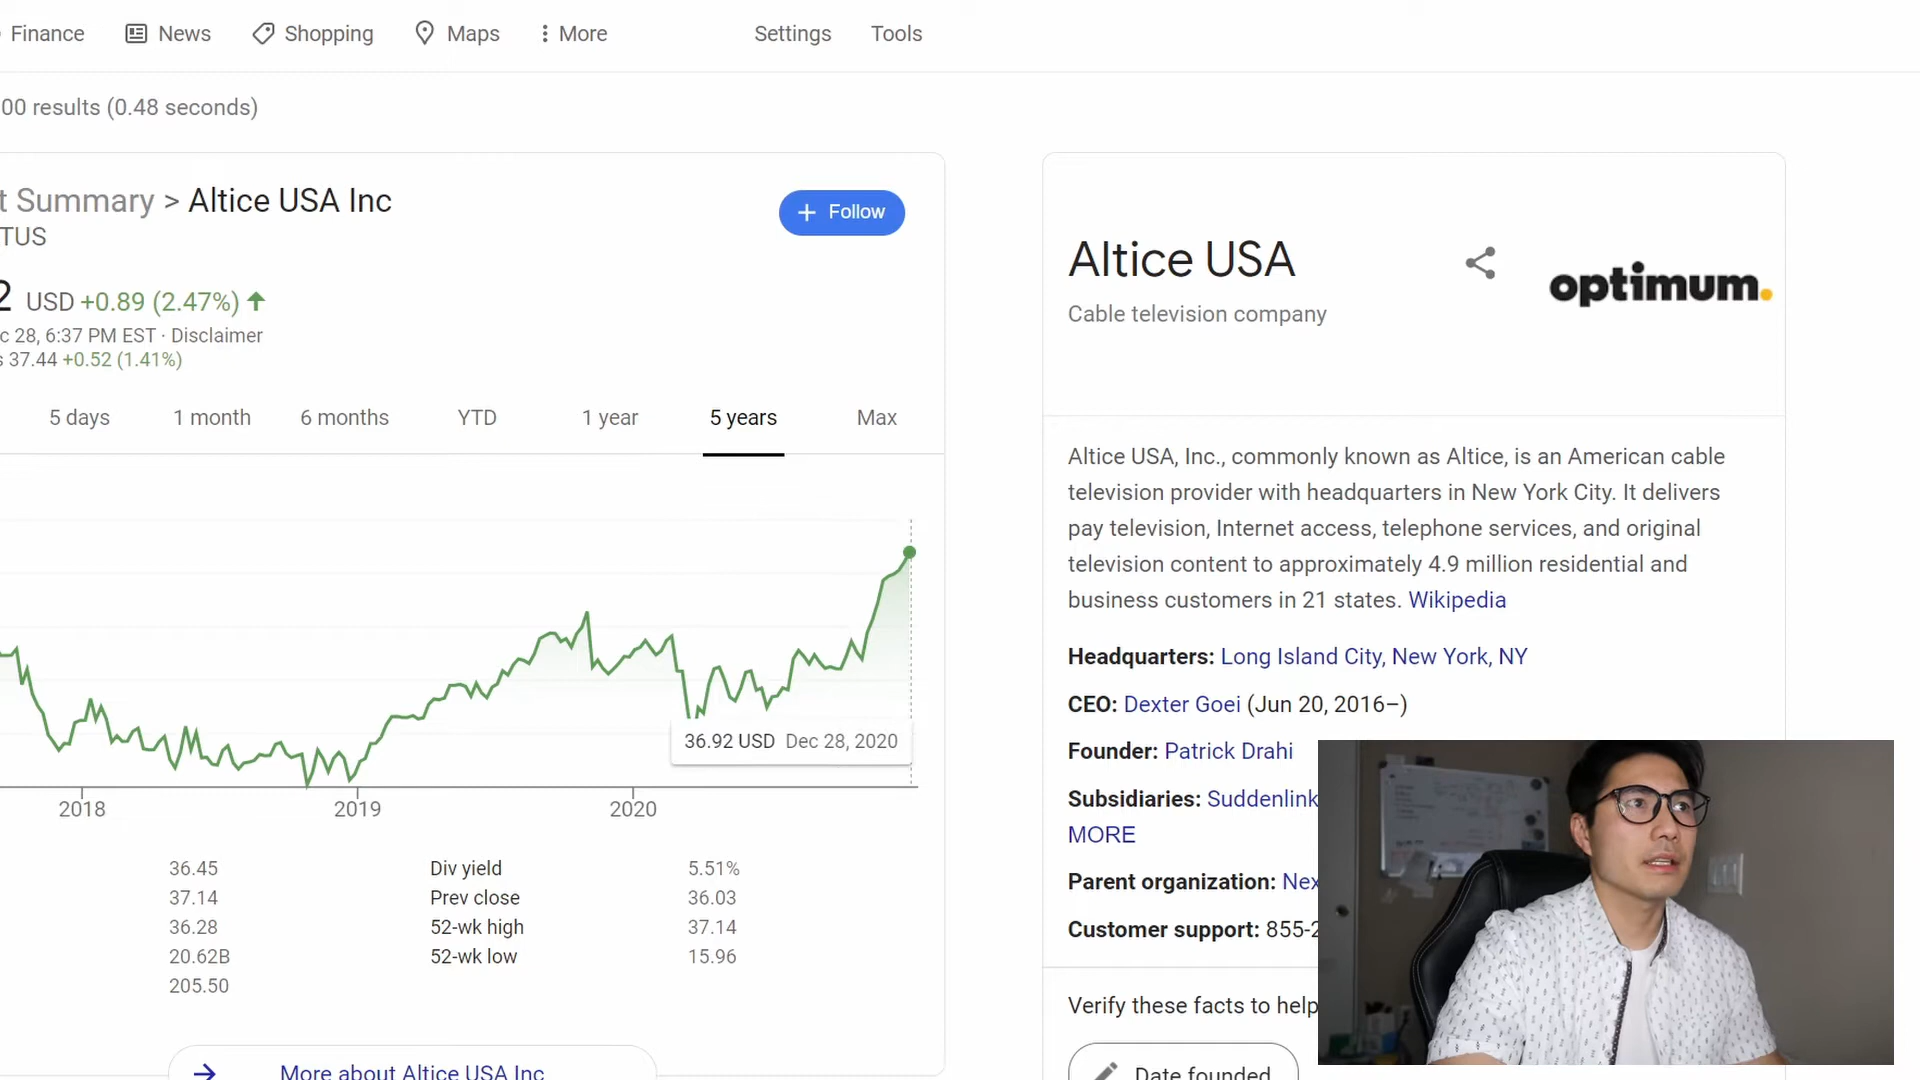 Finance News Shopping Maps More Settings Tools
00 results (0.48 seconds)
t Summary > Altice USA Inc
+ Follow
TUS
2 USD +0.89 (2.47%)
c 28, 6:37 PM EST · Disclaimer
s 37.44 +0.52 (1.41%)
5 days 1 month 6 months YTD 1 year 5 years Max
36.92 USD Dec 28, 2020
2018 2019 2020
36.45 Div yield 5.51%
37.14 Prev close 36.03
36.28 52-wk high 37.14
20.62B 52-wk low 15.96
205.50
More about Altice USA Inc
Altice USA
optimum.
Cable television company
Altice USA, Inc., commonly known as Altice, is an American cable
television provider with headquarters in New York City. It delivers
pay television, Internet access, telephone services, and original
television content to approximately 4.9 million residential and
business customers in 21 states. Wikipedia
Headquarters: Long Island City, New York, NY
CEO: Dexter Goei (Jun 20, 2016–)
Founder: Patrick Drahi
Subsidiaries: Suddenlink
MORE
Parent organization: Nex
Customer support: 855-2
Verify these facts to help
Date founded